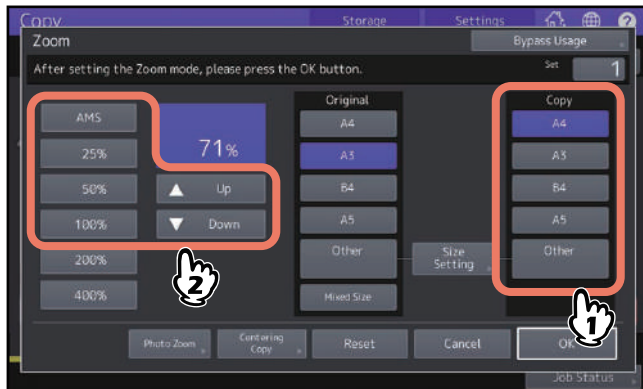 Copy Storage Settings ?
Zoom Bypass Usage
After setting the Zoom mode, please press the OK button. Set 1
Original Copy
AMS 71% A4 A4
25% A3 A3
50% Up B4 B4
100% Down A5 A5
200% Other Size Setting Other
400% Mixed Size
2
1
Photo Zoom Centering Copy Reset Cancel OK
Job Status